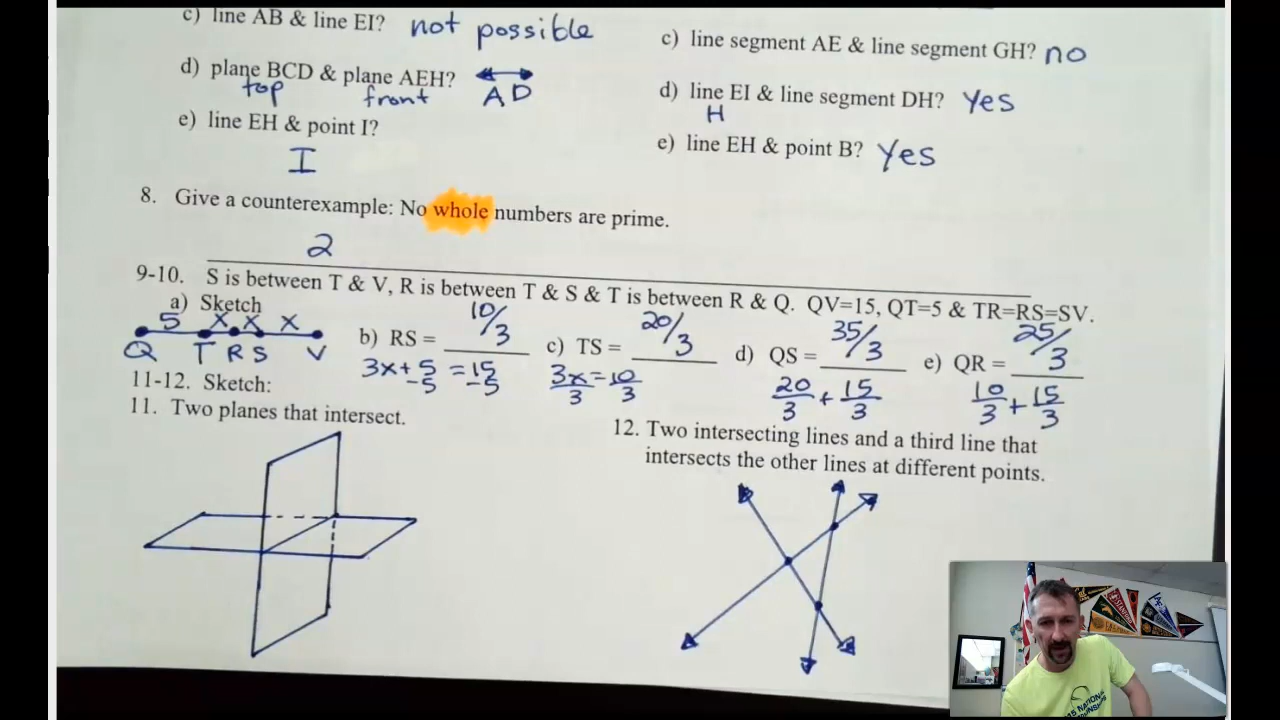 c) line AB & line EI? not possible
c) line segment AE & line segment GH? no
d) plane BCD & plane AEH? AD
top front
d) line EI & line segment DH? Yes
H
e) line EH & point I?
I
e) line EH & point B? Yes
8. Give a counterexample: No whole numbers are prime.
2
9-10. S is between T & V, R is between T & S & T is between R & Q. QV=15, QT=5 & TR=RS=SV.
a) Sketch
5 x x x
Q T R S V
b) RS = 10/3
c) TS = 20/3
d) QS = 35/3
e) QR = 25/3
3x+5 = 15
-5 -5
3x = 10
3 3
20/3 + 15/3
10/3 + 15/3
11-12. Sketch:
11. Two planes that intersect.
12. Two intersecting lines and a third line that
intersects the other lines at different points.